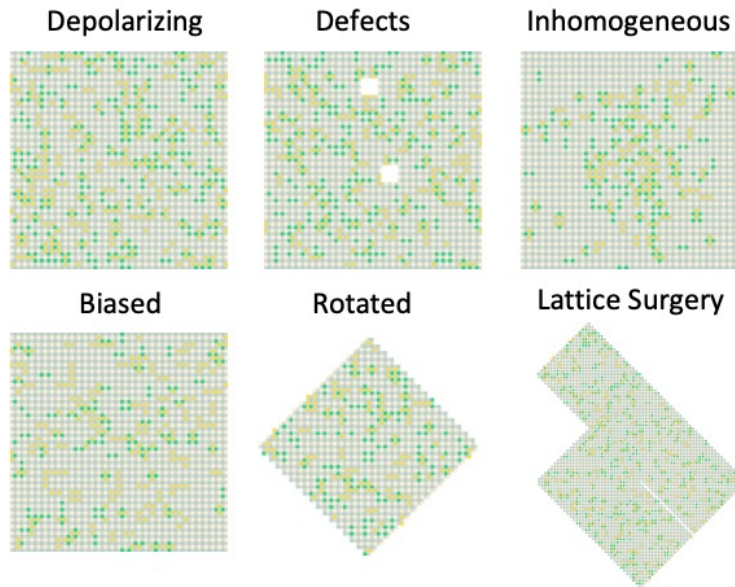 Depolarizing
Defects
Inhomogeneous
Biased
Rotated
Lattice Surgery